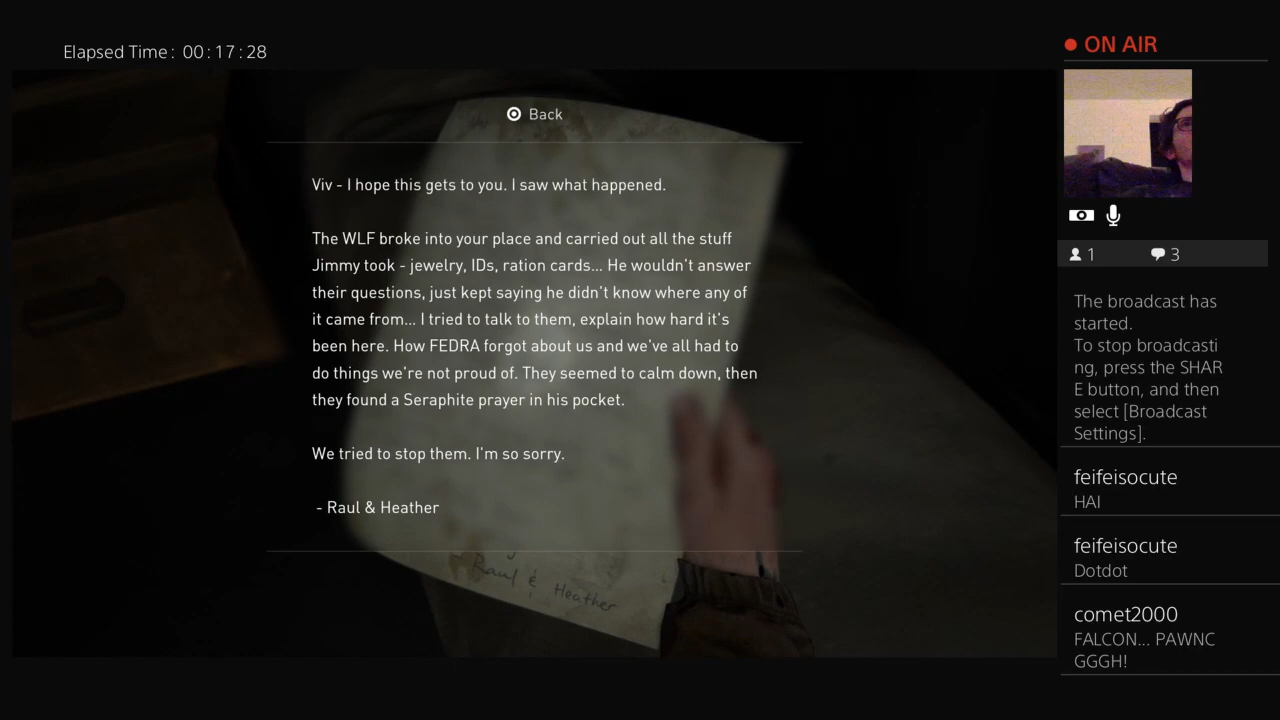 Elapsed Time: 00:17:28
ON AIR
Back
Viv - I hope this gets to you. I saw what happened.
The WLF broke into your place and carried out all the stuff
Jimmy took - jewelry, IDs, ration cards... He wouldn't answer
their questions, just kept saying he didn't know where any of
it came from... I tried to talk to them, explain how hard it's
been here. How FEDRA forgot about us and we've all had to
do things we're not proud of. They seemed to calm down, then
they found a Seraphite prayer in his pocket.
We tried to stop them. I'm so sorry.
- Raul & Heather
Raul & Heather
1
3
The broadcast has
started.
To stop broadcasti
ng, press the SHAR
E button, and then
select [Broadcast
Settings].
feifeisocute
HAI
feifeisocute
Dotdot
comet2000
FALCON... PAWNC
GGGH!